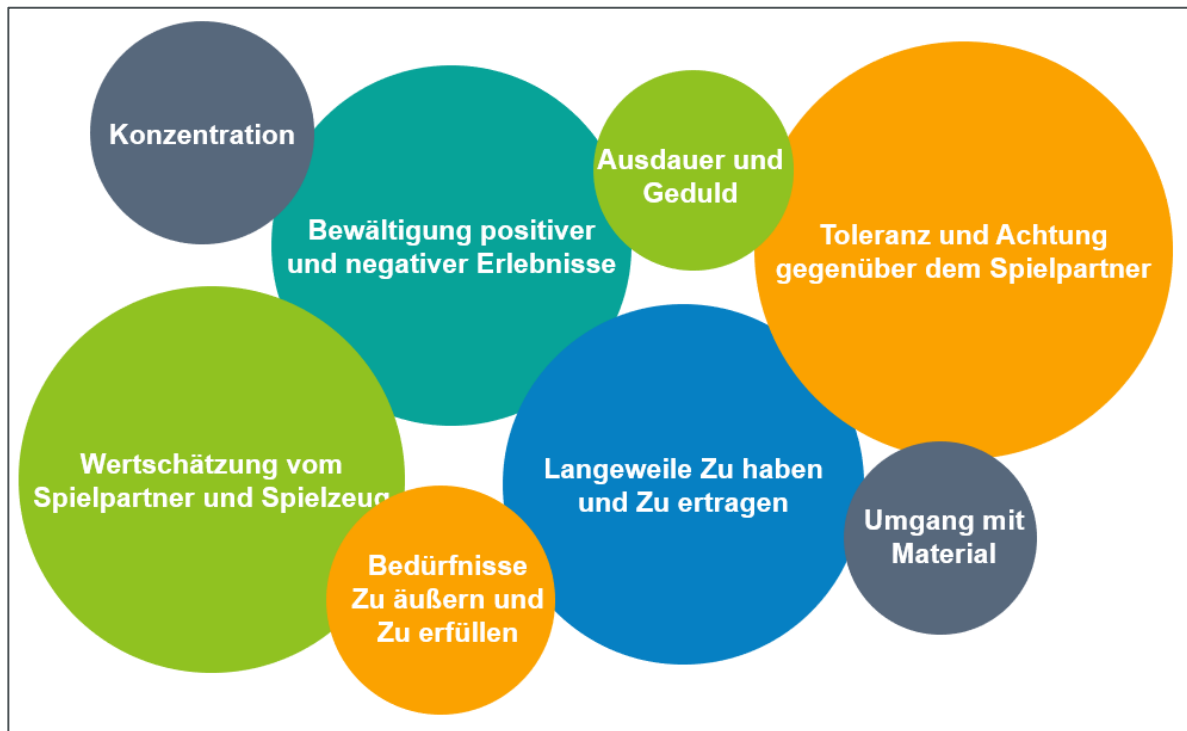 Konzentration
Ausdauer und
Geduld
Bewältigung positiver
und negativer Erlebnisse
Toleranz und Achtung
gegenüber dem Spielpartner
Wertschätzung vom
Spielpartner und Spielzeug
Langeweile Zu haben
und Zu ertragen
Umgang mit
Material
Bedürfnisse
Zu äußern und
Zu erfüllen